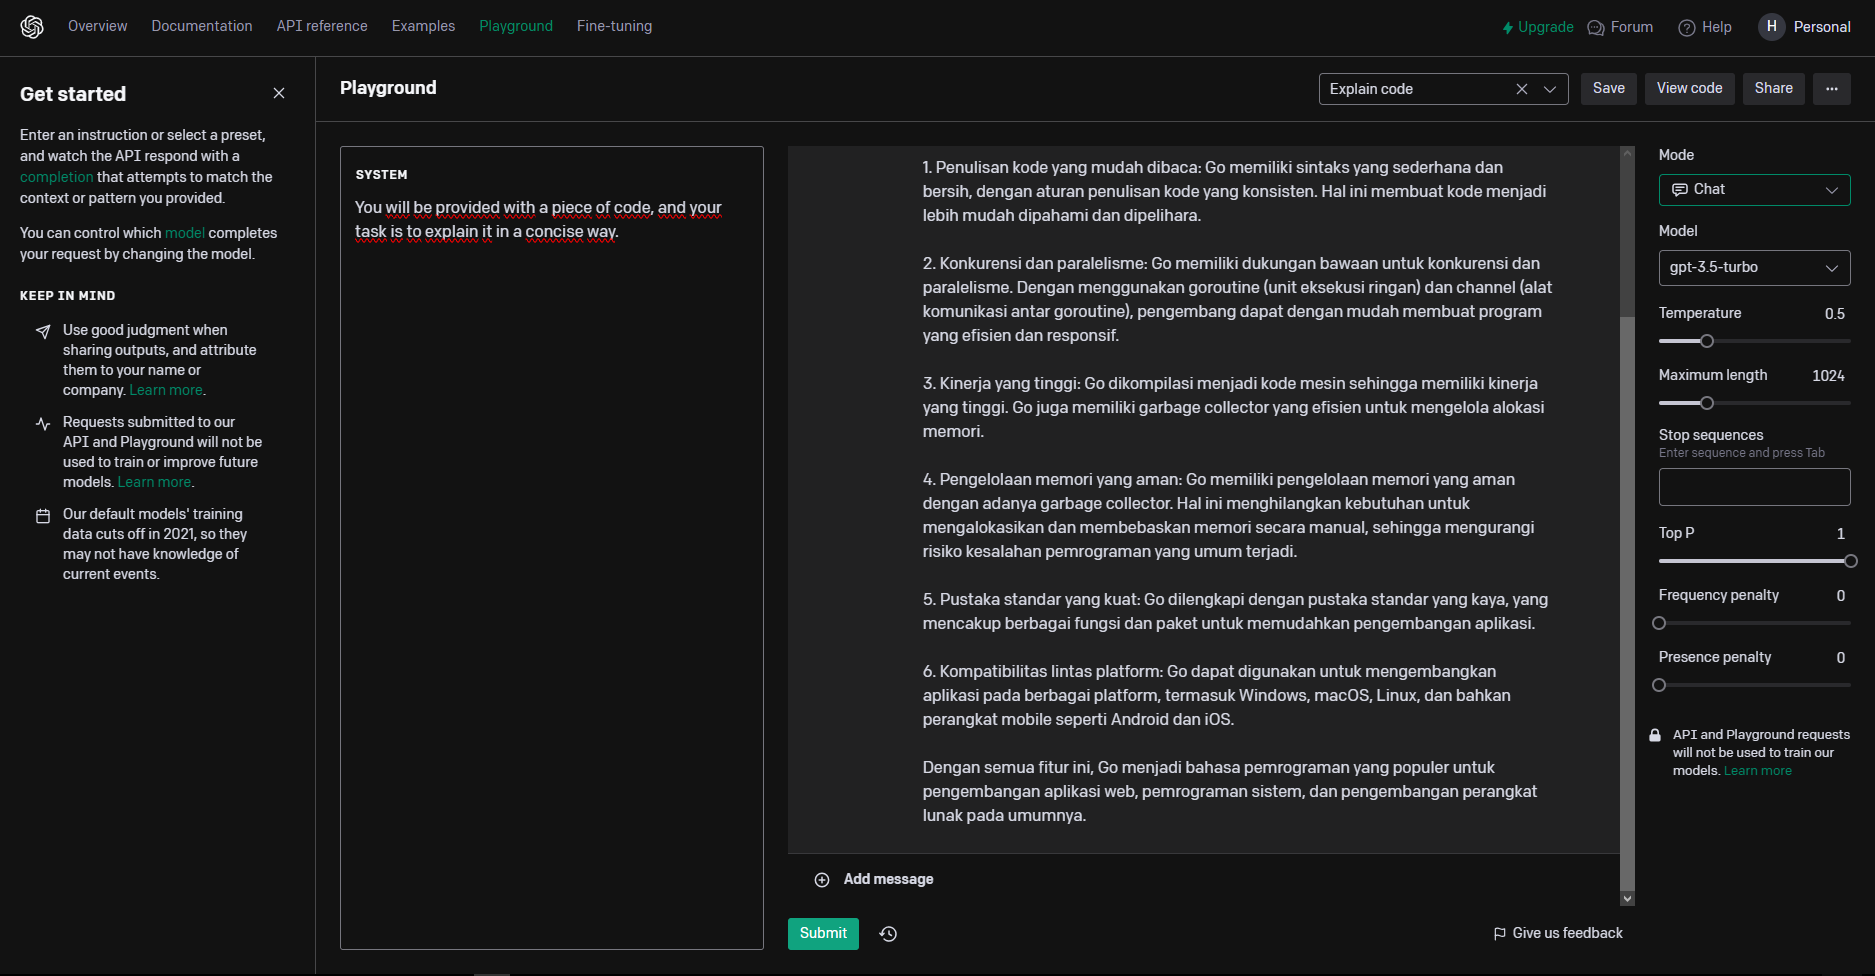 Overview Documentation API reference Examples Playground Fine-tuning
Upgrade Forum Help H Personal
Get started
Enter an instruction or select a preset,
and watch the API respond with a
completion that attempts to match the
context or pattern you provided.
You can control which model completes
your request by changing the model.
KEEP IN MIND
Use good judgment when
sharing outputs, and attribute
them to your name or
company. Learn more.
Requests submitted to our
API and Playground will not be
used to train or improve future
models. Learn more.
Our default models' training
data cuts off in 2021, so they
may not have knowledge of
current events.
Playground
Explain code
Save
View code
Share
...
SYSTEM
You will be provided with a piece of code, and your
task is to explain it in a concise way.
1. Penulisan kode yang mudah dibaca: Go memiliki sintaks yang sederhana dan
bersih, dengan aturan penulisan kode yang konsisten. Hal ini membuat kode menjadi
lebih mudah dipahami dan dipelihara.
2. Konkurensi dan paralelisme: Go memiliki dukungan bawaan untuk konkurensi dan
paralelisme. Dengan menggunakan goroutine (unit eksekusi ringan) dan channel (alat
komunikasi antar goroutine), pengembang dapat dengan mudah membuat program
yang efisien dan responsif.
3. Kinerja yang tinggi: Go dikompilasi menjadi kode mesin sehingga memiliki kinerja
yang tinggi. Go juga memiliki garbage collector yang efisien untuk mengelola alokasi
memori.
4. Pengelolaan memori yang aman: Go memiliki pengelolaan memori yang aman
dengan adanya garbage collector. Hal ini menghilangkan kebutuhan untuk
mengalokasikan dan membebaskan memori secara manual, sehingga mengurangi
risiko kesalahan pemrograman yang umum terjadi.
5. Pustaka standar yang kuat: Go dilengkapi dengan pustaka standar yang kaya, yang
mencakup berbagai fungsi dan paket untuk memudahkan pengembangan aplikasi.
6. Kompatibilitas lintas platform: Go dapat digunakan untuk mengembangkan
aplikasi pada berbagai platform, termasuk Windows, macOS, Linux, dan bahkan
perangkat mobile seperti Android dan iOS.
Dengan semua fitur ini, Go menjadi bahasa pemrograman yang populer untuk
pengembangan aplikasi web, pemrograman sistem, dan pengembangan perangkat
lunak pada umumnya.
Add message
Submit
Give us feedback
Mode
Chat
Model
gpt-3.5-turbo
Temperature 0.5
Maximum length 1024
Stop sequences
Enter sequence and press Tab
Top P 1
Frequency penalty 0
Presence penalty 0
API and Playground requests
will not be used to train our
models. Learn more